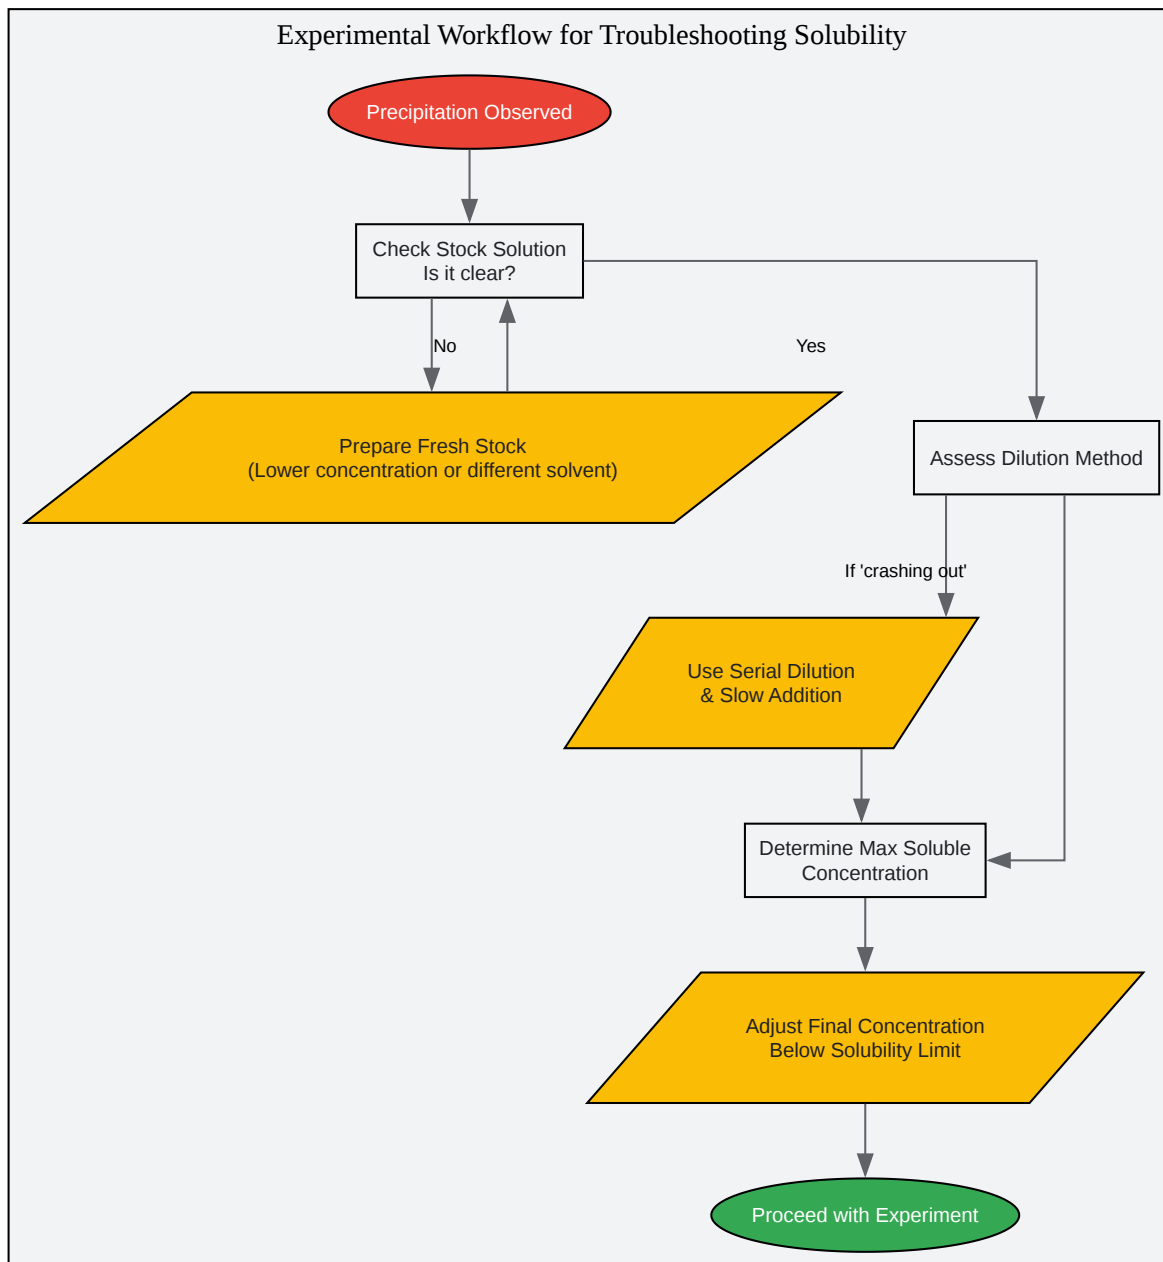 Experimental Workflow for Troubleshooting Solubility
Precipitation Observed
Check Stock Solution
Is it clear?
No
Yes
Prepare Fresh Stock
(Lower concentration or different solvent)
Assess Dilution Method
If 'crashing out'
Use Serial Dilution
& Slow Addition
Determine Max Soluble
Concentration
Adjust Final Concentration
Below Solubility Limit
Proceed with Experiment